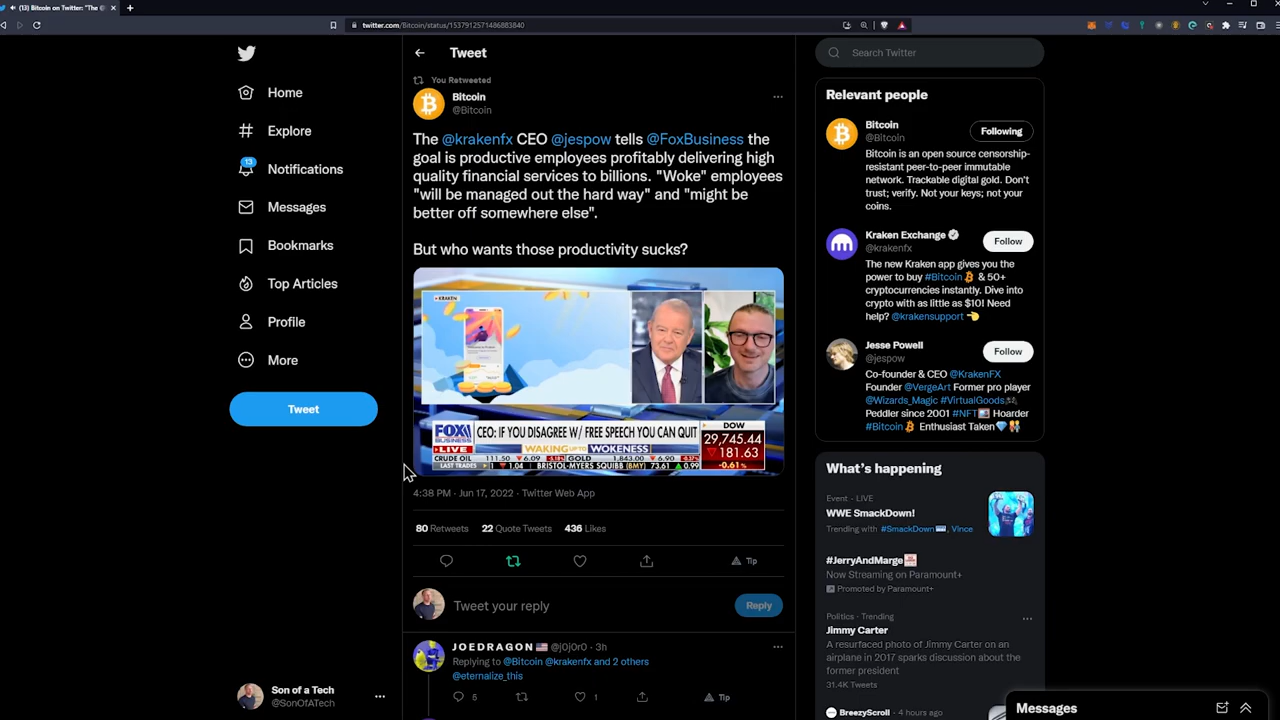 (13) Bitcoin on Twitter: "The
twitter.com/Bitcoin/status/1537912571486883840
Home
Explore
13
Notifications
Messages
Bookmarks
Top Articles
Profile
More
Tweet
Son of a Tech
@SonOfATech
Tweet
You Retweeted
Bitcoin
@Bitcoin
The @krakenfx CEO @jespow tells @FoxBusiness the
goal is productive employees profitably delivering high
quality financial services to billions. "Woke" employees
"will be managed out the hard way" and "might be
better off somewhere else".
But who wants those productivity sucks?
KRAKEN
FOX
BUSINESS
LIVE
CEO: IF YOU DISAGREE W/ FREE SPEECH YOU CAN QUIT
WAKING UP TO WOKENESS
DOW
29,745.44
181.63
-0.61%
CRUDE OIL 111.50 6.09 GOLD 1,843.00 6.90
LAST TRADES 1.04 BRISTOL-MYERS SQUIBB (BMY) 73.61 0.99
4:38 PM · Jun 17, 2022 · Twitter Web App
80 Retweets 22 Quote Tweets 436 Likes
Tip
Tweet your reply
Reply
JOEDRAGON @j0j0r0 · 3h
Replying to @Bitcoin @krakenfx and 2 others
@eternalize_this
5
1
Tip
Search Twitter
Relevant people
Bitcoin
@Bitcoin
Following
Bitcoin is an open source censorship-
resistant peer-to-peer immutable
network. Trackable digital gold. Don't
trust; verify. Not your keys; not your
coins.
Kraken Exchange
@krakenfx
Follow
The new Kraken app gives you the
power to buy #Bitcoin & 50+
cryptocurrencies instantly. Dive into
crypto with as little as $10! Need
help? @krakensupport
Jesse Powell
@jespow
Follow
Co-founder & CEO @KrakenFX
Founder @VergeArt Former pro player
@Wizards_Magic #VirtualGoods
Peddler since 2001 #NFT Hoarder
#Bitcoin Enthusiast Taken
What's happening
Event · LIVE
WWE SmackDown!
Trending with #SmackDown, Vince
#JerryAndMarge
Now Streaming on Paramount+
Promoted by Paramount+
Politics · Trending
Jimmy Carter
A resurfaced photo of Jimmy Carter on an
airplane in 2017 sparks discussion about the
former president
31.4K Tweets
BreezyScroll · 4 hours ago
Messages